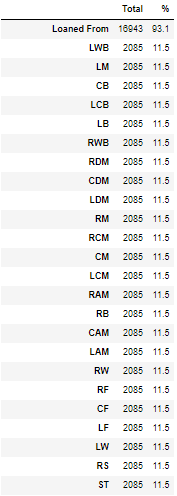 Total %
Loaned From 16943 93.1
LWB 2085 11.5
LM 2085 11.5
CB 2085 11.5
LCB 2085 11.5
LB 2085 11.5
RWB 2085 11.5
RDM 2085 11.5
CDM 2085 11.5
LDM 2085 11.5
RM 2085 11.5
RCM 2085 11.5
CM 2085 11.5
LCM 2085 11.5
RAM 2085 11.5
RB 2085 11.5
CAM 2085 11.5
LAM 2085 11.5
RW 2085 11.5
RF 2085 11.5
CF 2085 11.5
LF 2085 11.5
LW 2085 11.5
RS 2085 11.5
ST 2085 11.5